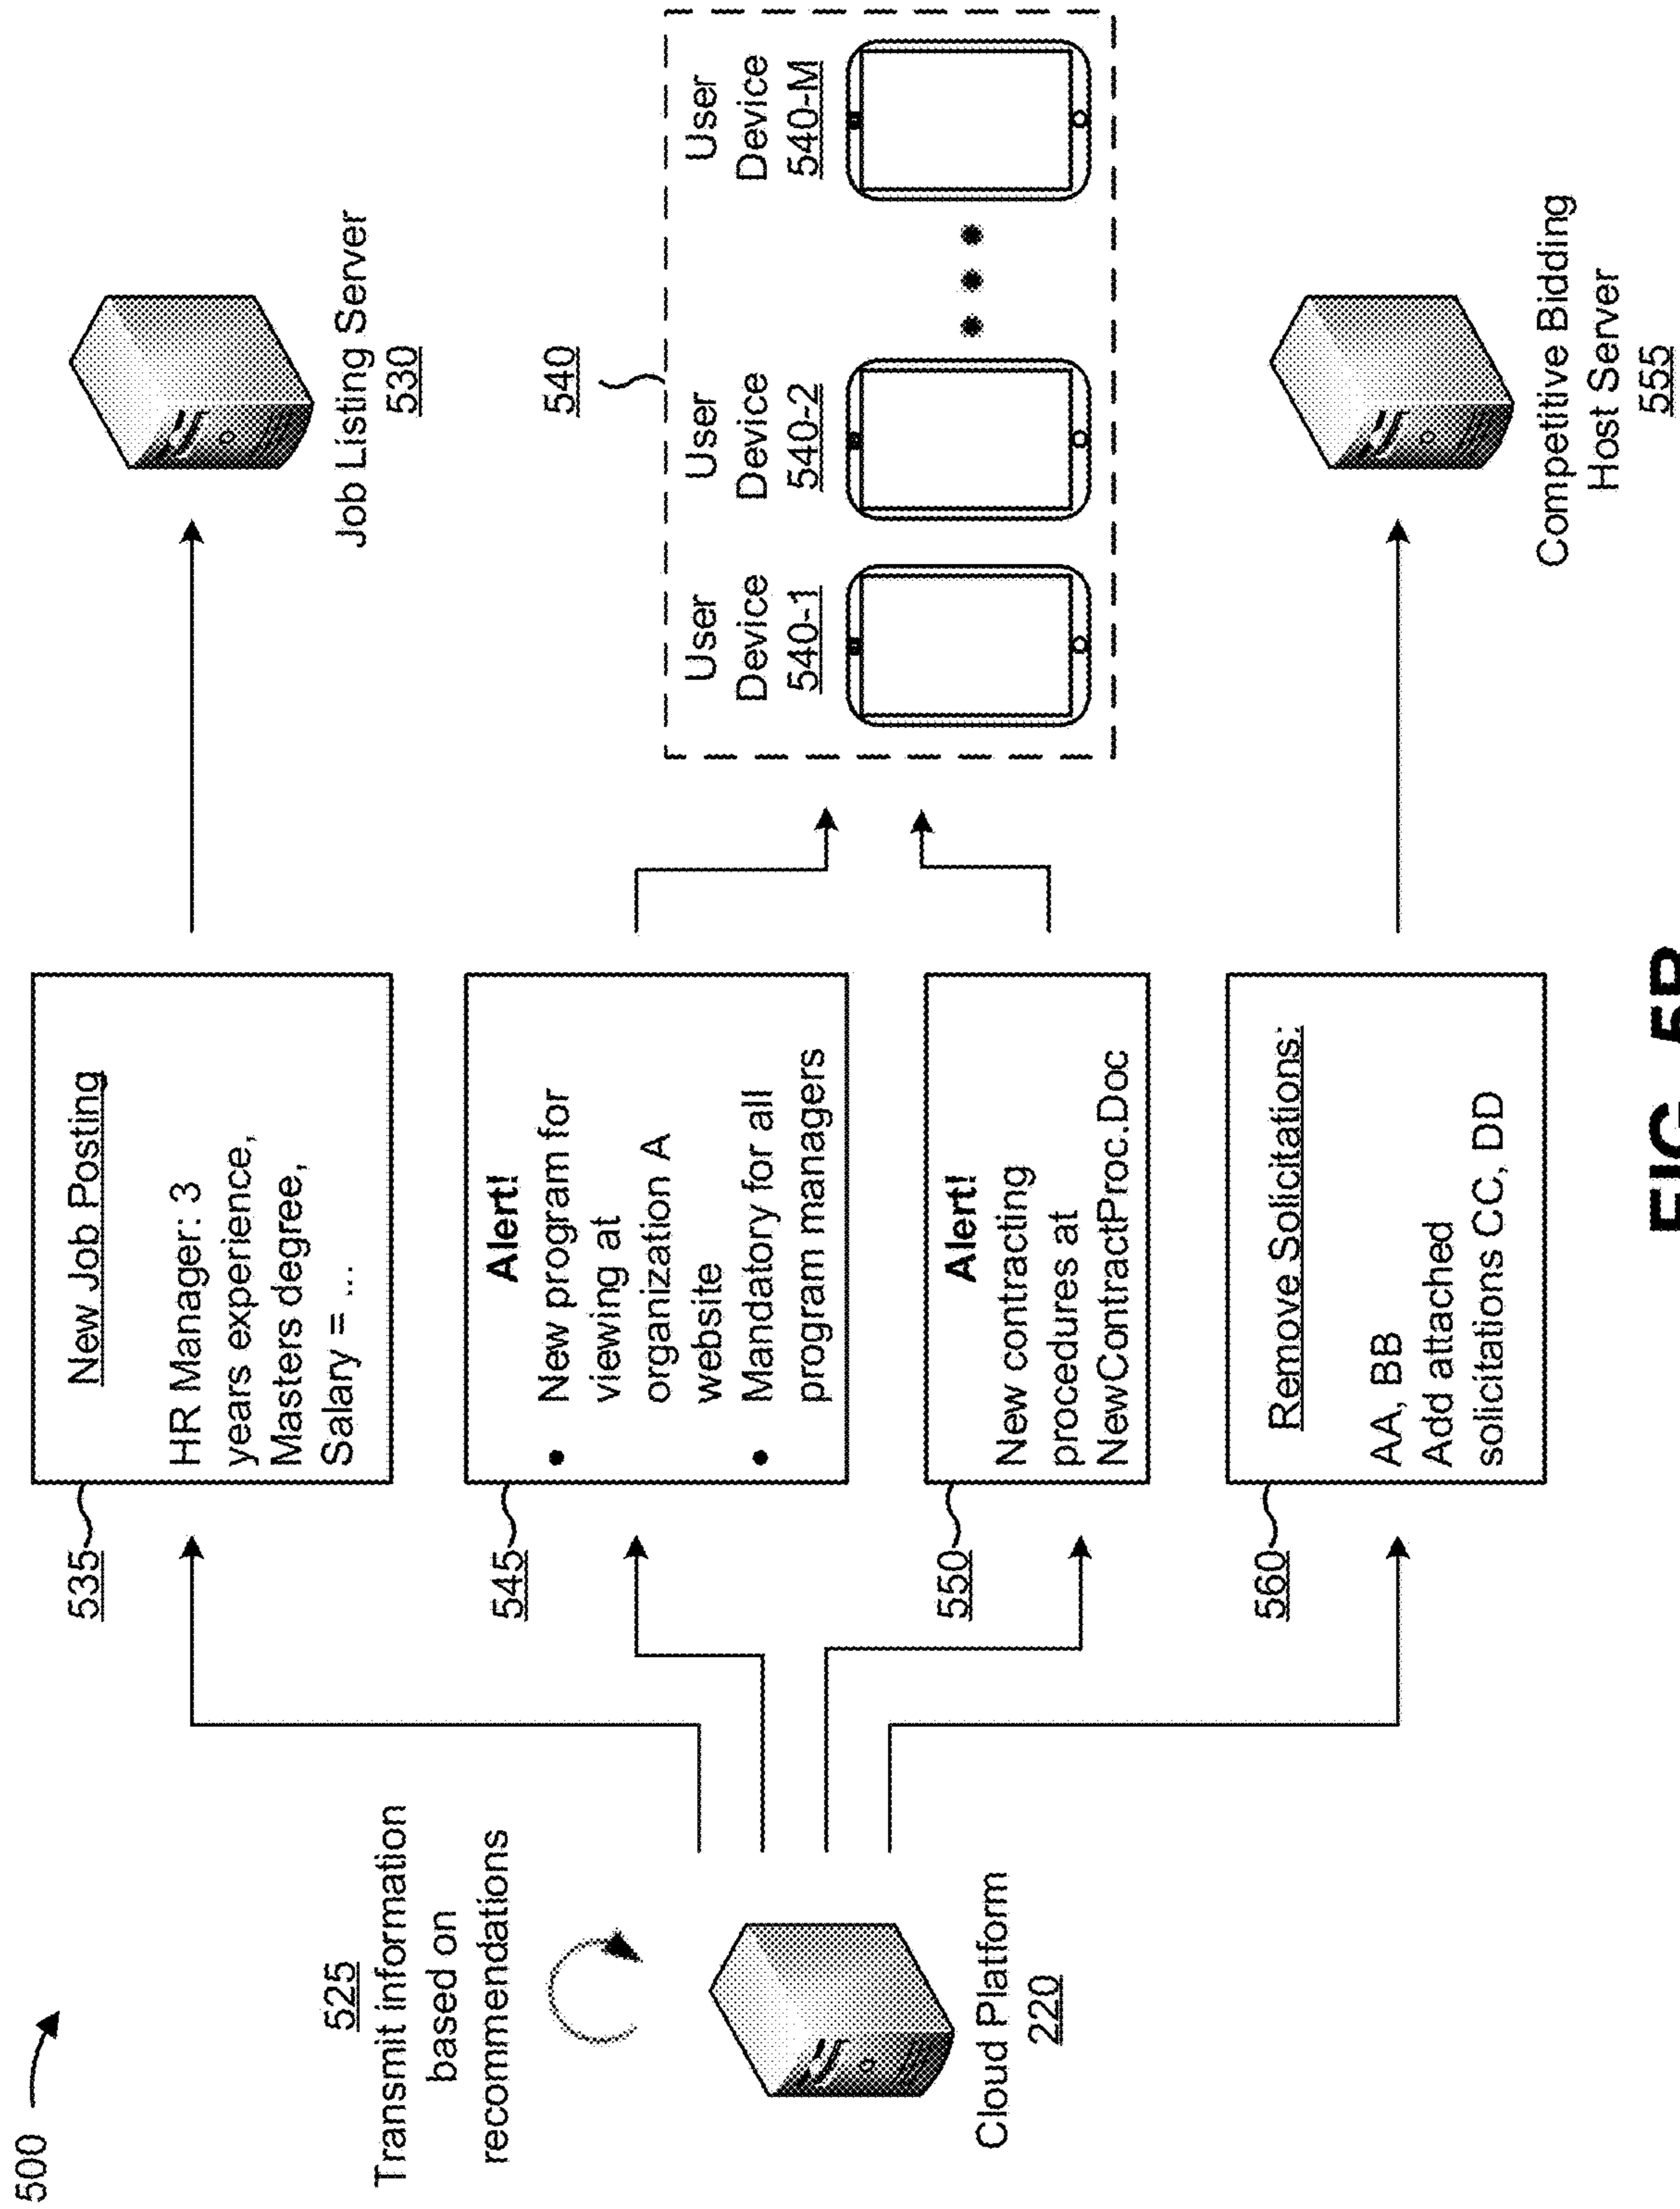 500
525
Transmit information
based on
recommendations
Cloud Platform
220
535
New Job Posting
HR Manager: 3
years experience,
Masters degree,
Salary = ...
Job Listing Server
530
545
Alert!
• New program for
viewing at
organization A
website
• Mandatory for all
program managers
540
User
Device
540-1
User
Device
540-2
User
Device
540-M
550
Alert!
New contracting
procedures at
NewContractProc.Doc
560
Remove Solicitations:
AA, BB
Add attached
solicitations CC, DD
Competitive Bidding
Host Server
555
FIG. 5B